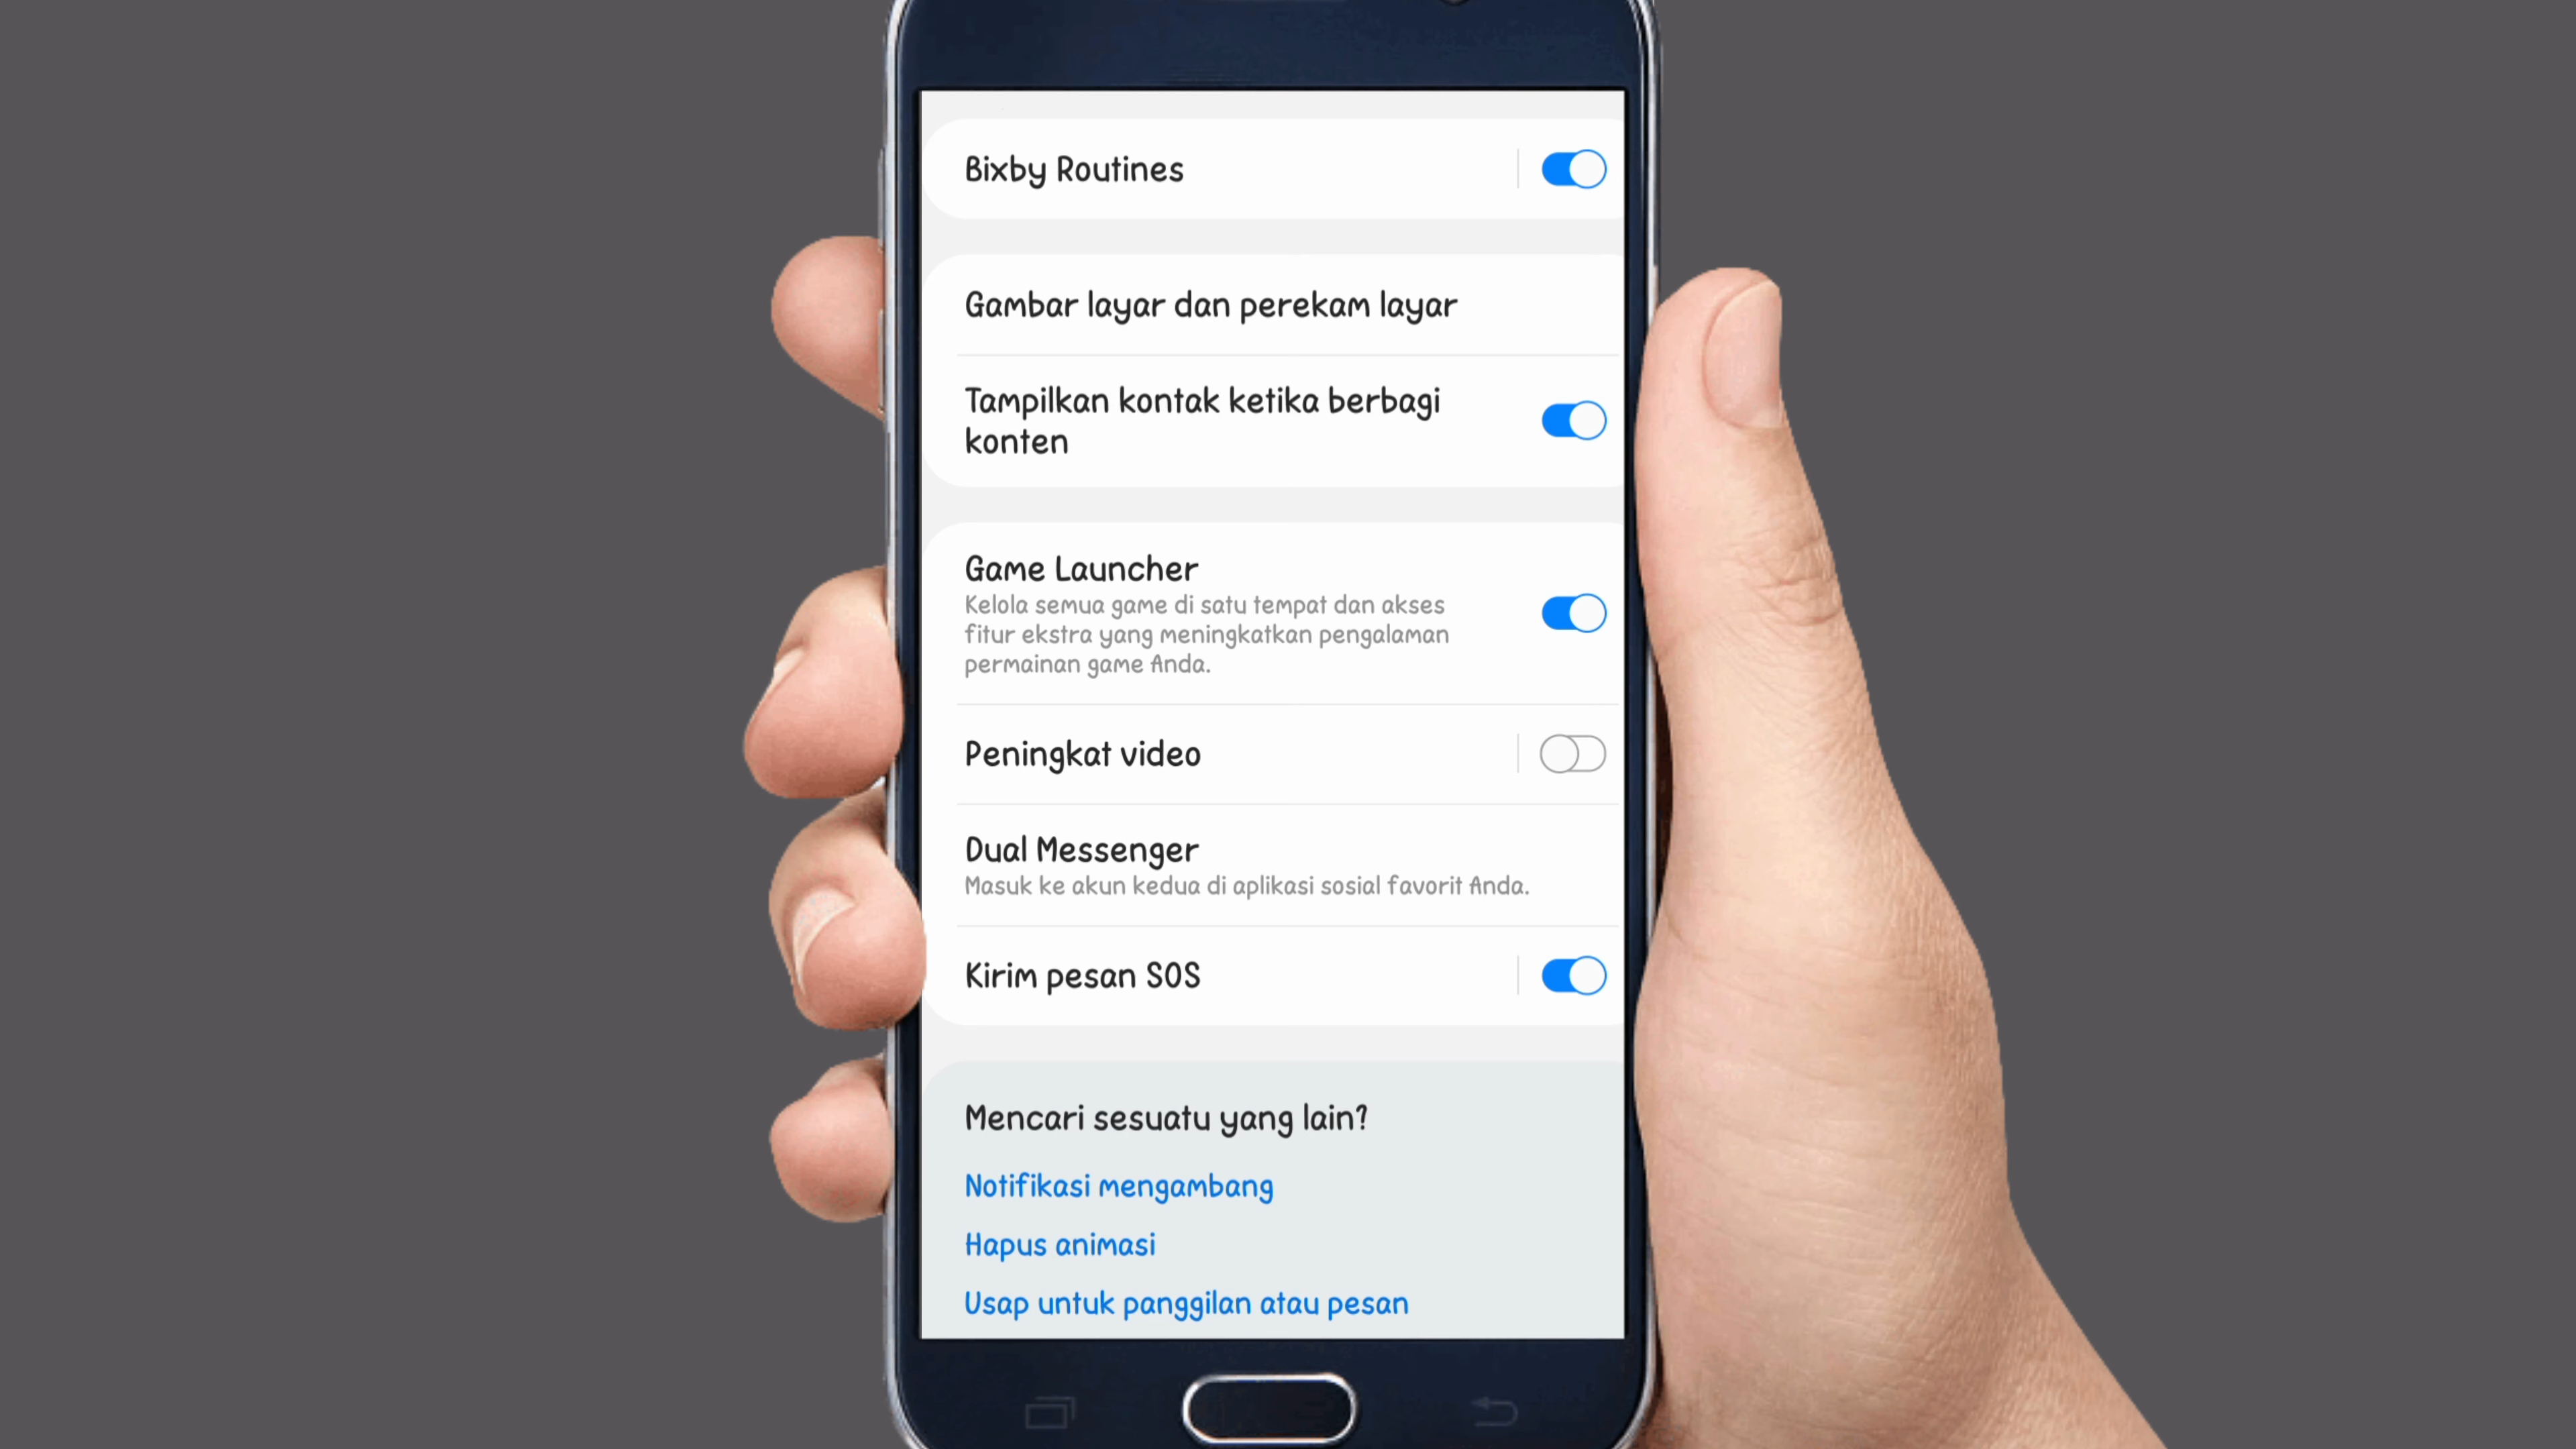 Bixby Routines
Gambar layar dan perekam layar
Tampilkan kontak ketika berbagi
konten
Game Launcher
Kelola semua game di satu tempat dan akses
fitur ekstra yang meningkatkan pengalaman
permainan game Anda.
Peningkat video
Dual Messenger
Masuk ke akun kedua di aplikasi sosial favorit Anda.
Kirim pesan SOS
Mencari sesuatu yang lain?
Notifikasi mengambang
Hapus animasi
Usap untuk panggilan atau pesan